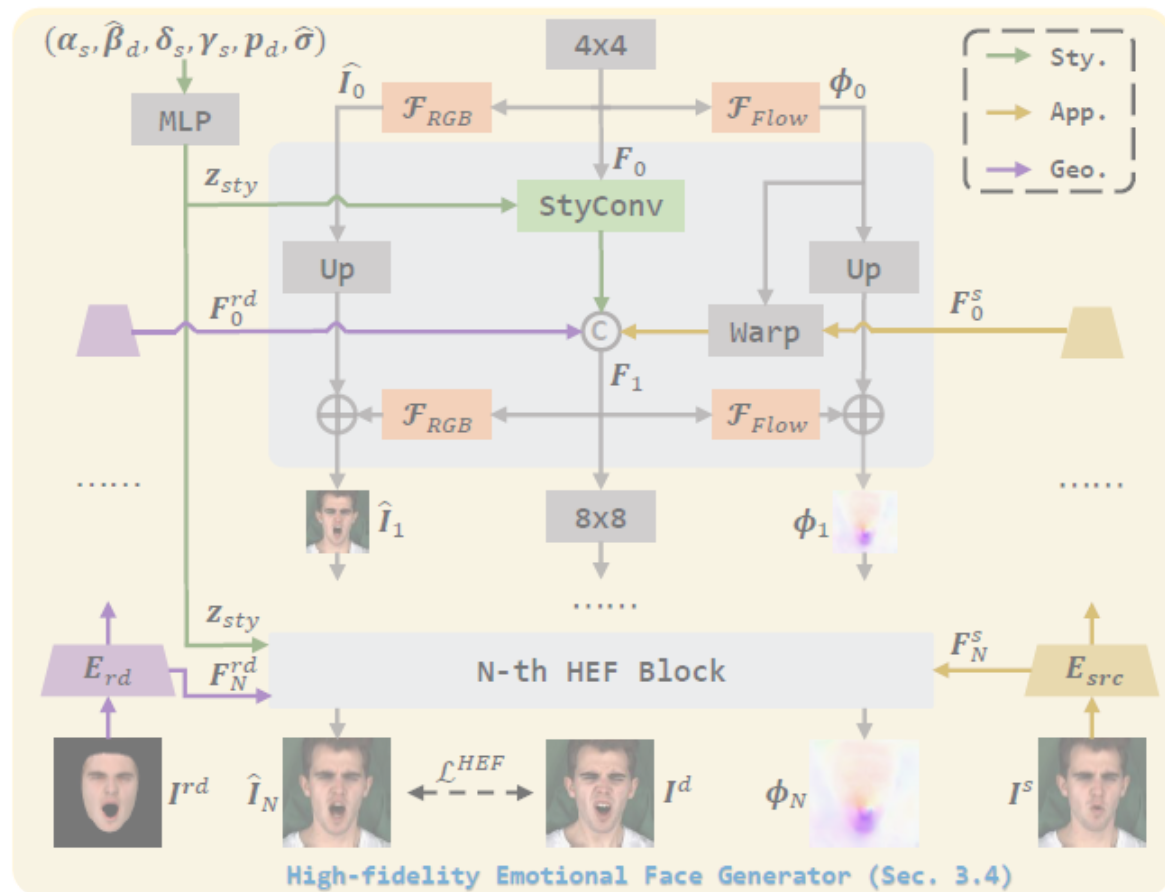 (α_s, β̂_d, δ_s, γ_s, p_d, σ̂)
4x4
Sty.
App.
Geo.
MLP
Î_0
ℱ_RGB
ℱ_Flow
ϕ_0
F_0
z_sty
StyConv
Up
Up
F_0^rd
C
Warp
F_0^s
F_1
ℱ_RGB
ℱ_Flow
......
......
Î_1
8x8
ϕ_1
......
z_sty
E_rd
F_N^rd
N-th HEF Block
F_N^s
E_src
I^rd
Î_N
ℒ^HEF
I^d
ϕ_N
I^s
High-fidelity Emotional Face Generator (Sec. 3.4)